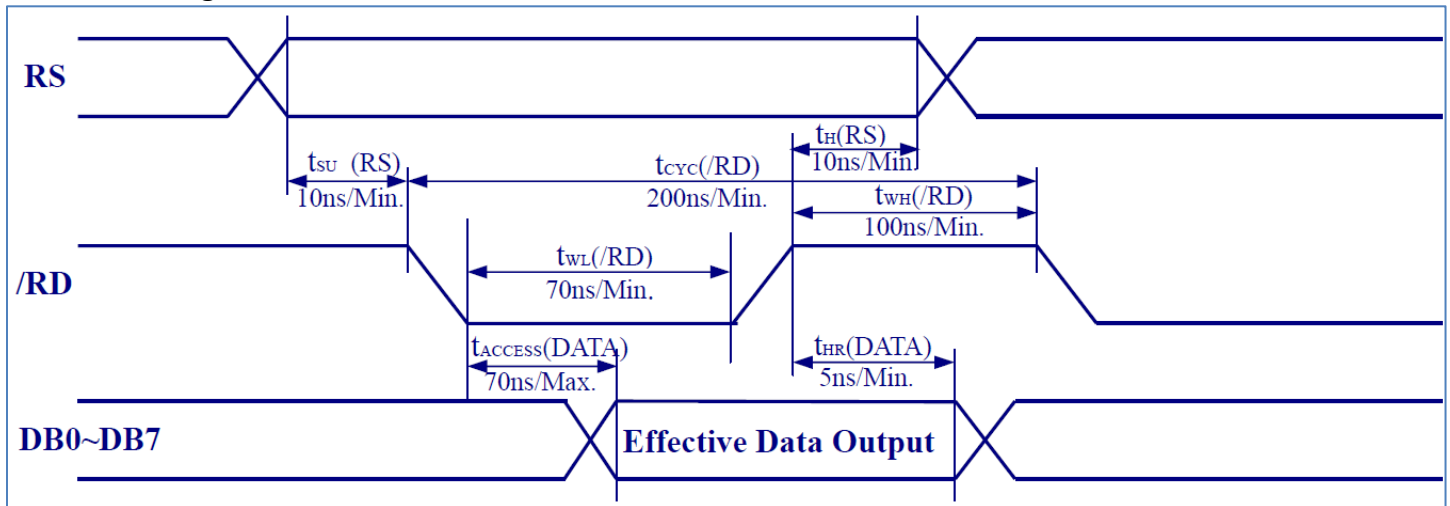 RS
tH(RS)
10ns/Min.
tSU (RS)
10ns/Min.
tCYC(/RD)
200ns/Min.
tWH(/RD)
100ns/Min.
/RD
tWL(/RD)
70ns/Min.
tACCESS(DATA)
70ns/Max.
tHR(DATA)
5ns/Min.
DB0~DB7
Effective Data Output